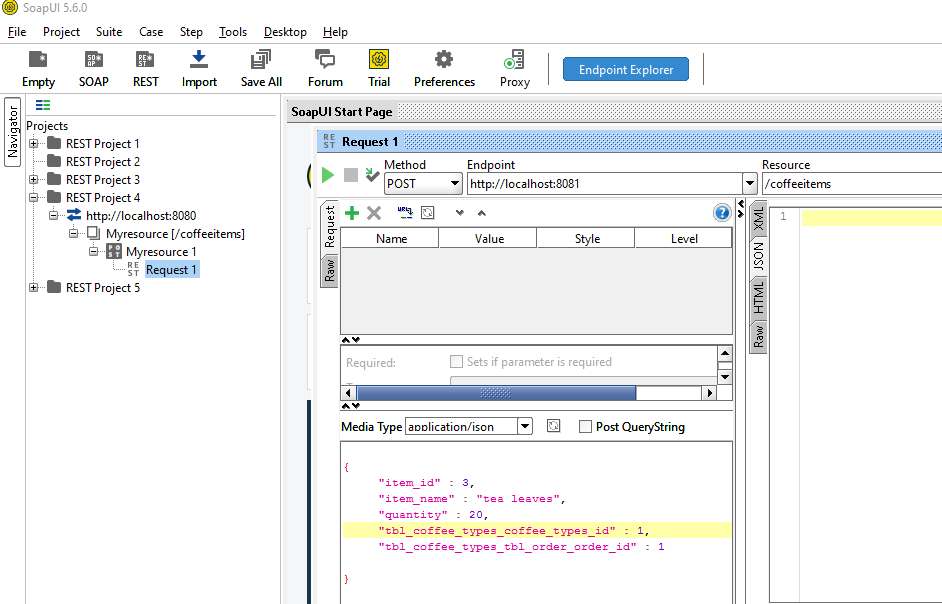 SoapUI 5.6.0
File Project Suite Case Step Tools Desktop Help
Empty SOAP REST Import Save All Forum Trial Preferences Proxy Endpoint Explorer
Navigator
Projects
REST Project 1
REST Project 2
REST Project 3
REST Project 4
http://localhost:8080
Myresource [/coffeeitems]
Myresource 1
Request 1
REST Project 5
SoapUI Start Page
Request 1
Method Endpoint Resource
POST http://localhost:8081 /coffeeitems
Request
Raw
Name Value Style Level
Required: Sets if parameter is required
Media Type application/json Post QueryString
{
"item_id" : 3,
"item_name" : "tea leaves",
"quantity" : 20,
"tbl_coffee_types_coffee_types_id" : 1,
"tbl_coffee_types_tbl_order_order_id" : 1
}
XML
JSON
HTML
Raw
1